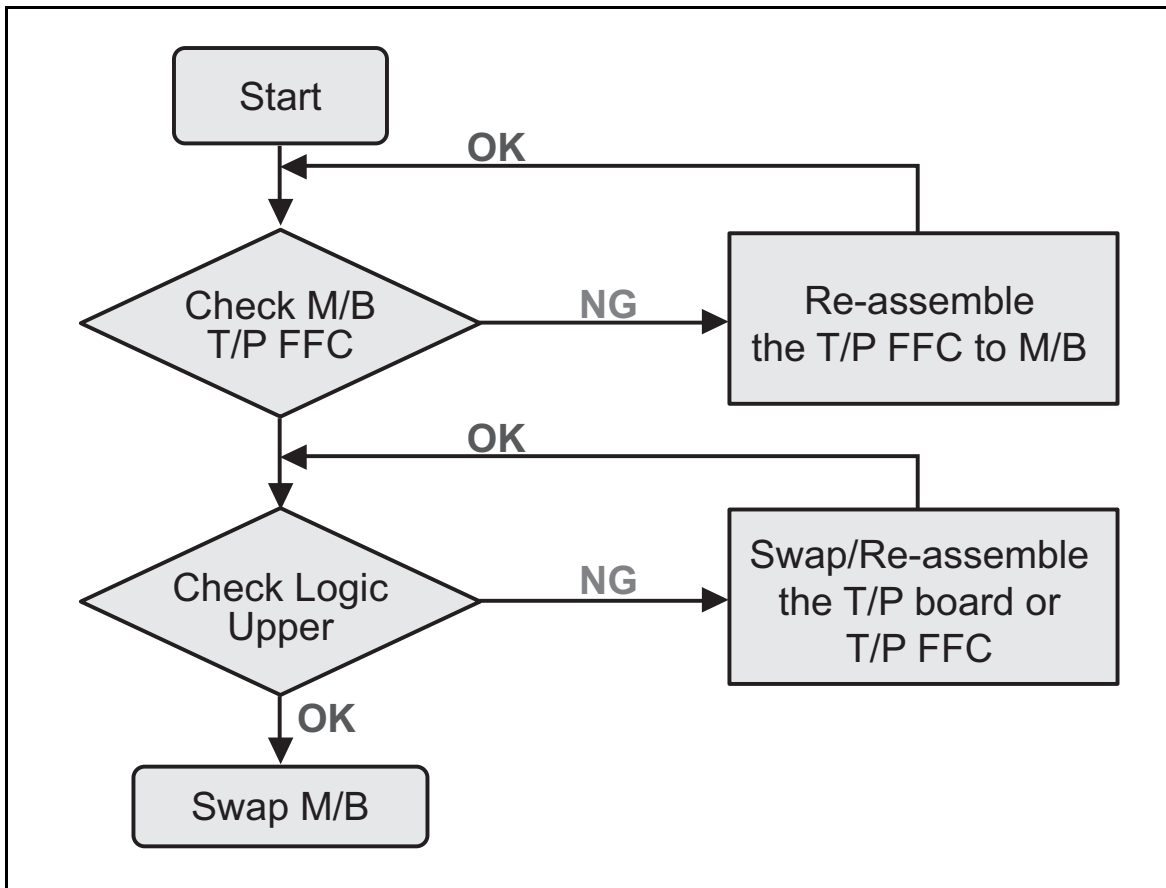 Start
OK
Check M/B
T/P FFC
NG
Re-assemble
the T/P FFC to M/B
OK
Check Logic
Upper
NG
Swap/Re-assemble
the T/P board or
T/P FFC
OK
Swap M/B